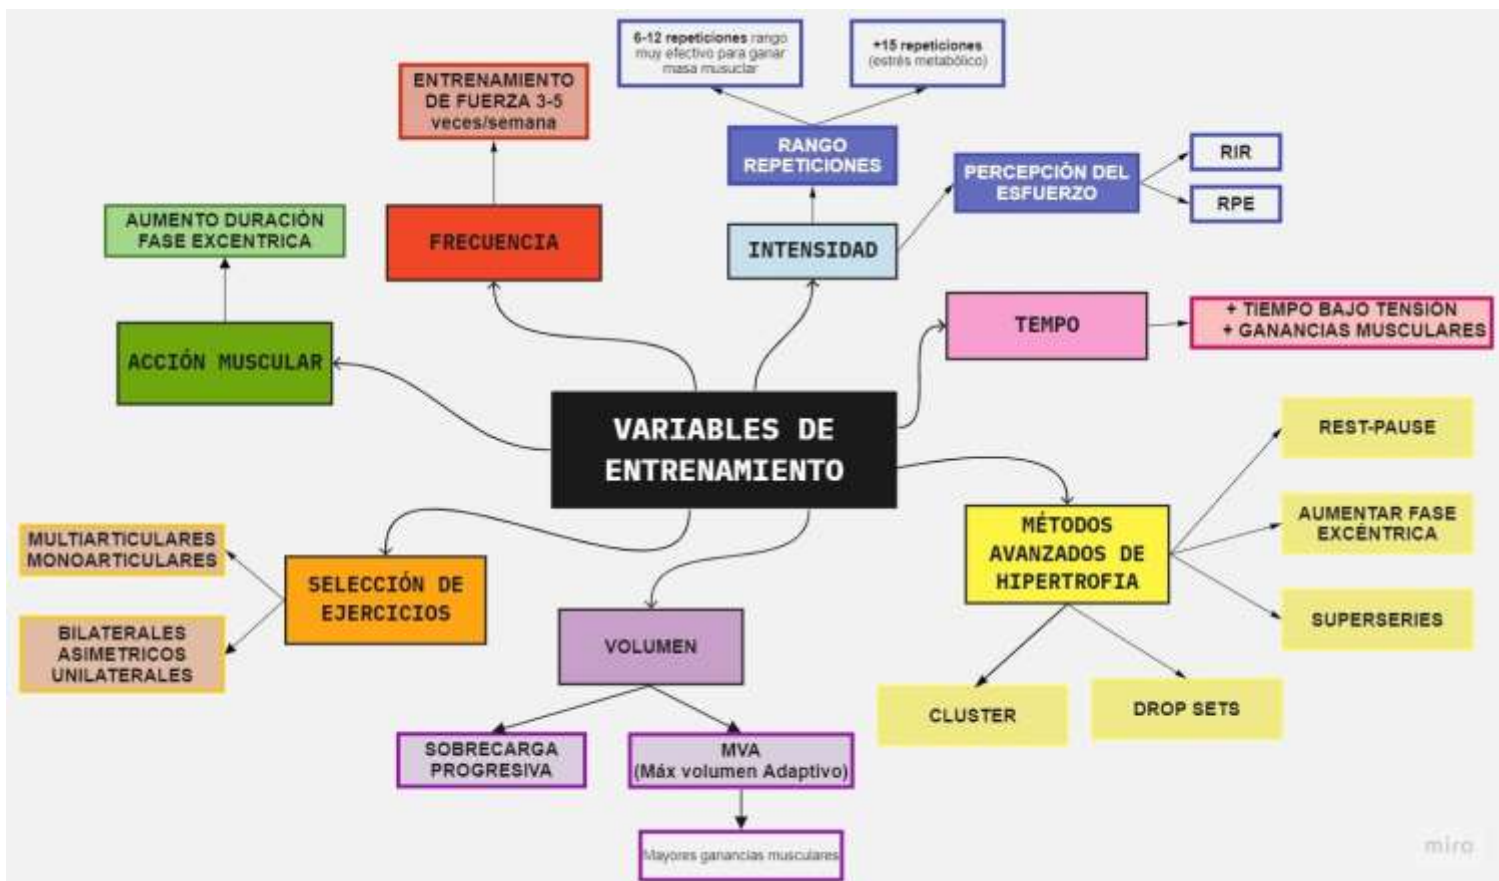 6-12 repeticiones rango
muy efectivo para ganar
masa musuclar
+15 repeticiones
(estrés metabólico)
ENTRENAMIENTO
DE FUERZA 3-5
veces/semana
RANGO
REPETICIONES
PERCEPCIÓN DEL
ESFUERZO
RIR
RPE
AUMENTO DURACIÓN
FASE EXCENTRICA
FRECUENCIA
INTENSIDAD
TEMPO
+ TIEMPO BAJO TENSIÓN
+ GANANCIAS MUSCULARES
ACCIÓN MUSCULAR
VARIABLES DE
ENTRENAMIENTO
REST-PAUSE
AUMENTAR FASE
EXCÉNTRICA
SUPERSERIES
MÉTODOS
AVANZADOS DE
HIPERTROFIA
CLUSTER
DROP SETS
MULTIARTICULARES
MONOARTICULARES
SELECCIÓN DE
EJERCICIOS
BILATERALES
ASIMETRICOS
UNILATERALES
VOLUMEN
SOBRECARGA
PROGRESIVA
MVA
(Máx volumen Adaptivo)
Mayores ganancias musculares
miro